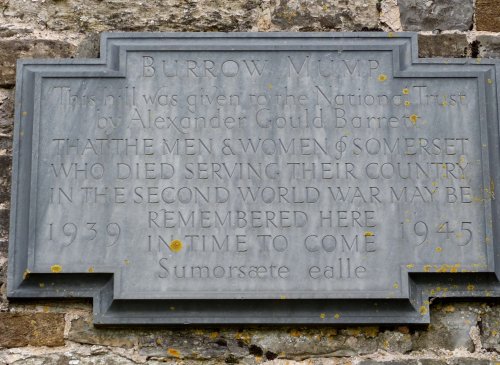 BURROW MUMP
This hill was given to the National Trust
by Alexander Gould Barrett
THAT THE MEN & WOMEN of SOMERSET
WHO DIED SERVING THEIR COUNTRY
IN THE SECOND WORLD WAR MAY BE
REMEMBERED HERE
1939 IN TIME TO COME 1945
Sumorsæte ealle